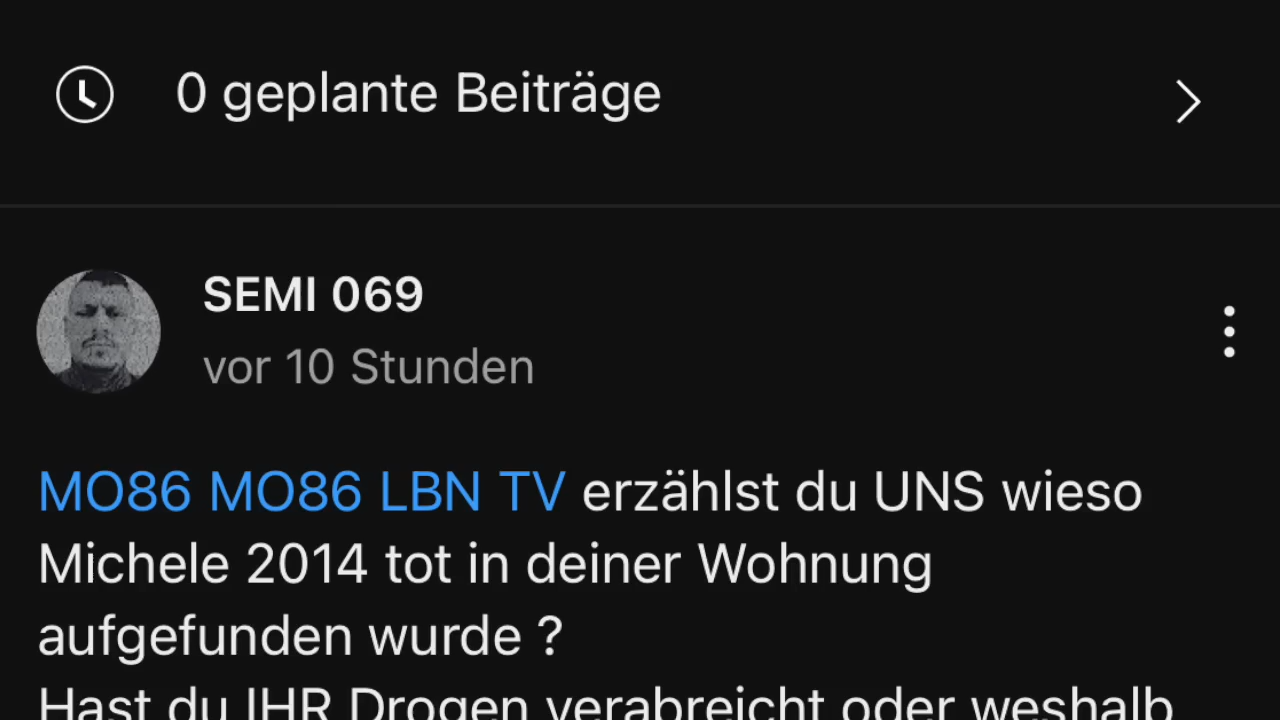 0 geplante Beiträge
SEMI 069
vor 10 Stunden
MO86 MO86 LBN TV erzählst du UNS wieso
Michele 2014 tot in deiner Wohnung
aufgefunden wurde ?
Hast du IHR Drogen verabreicht oder weshalb